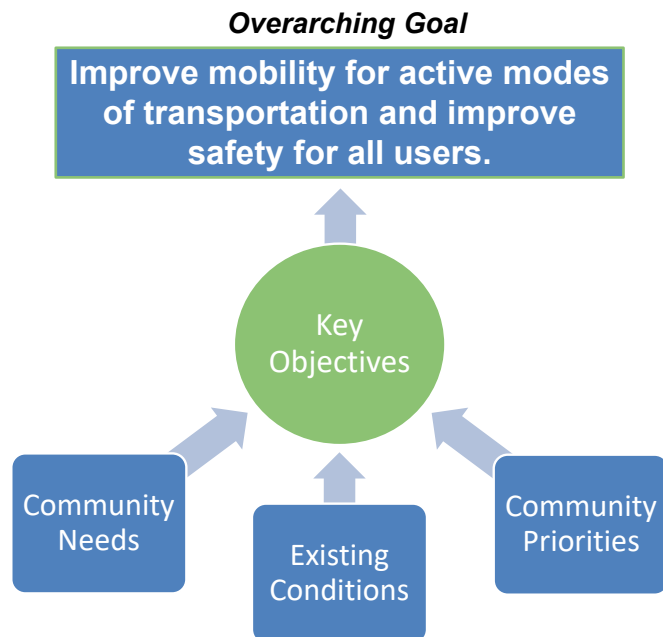 Overarching Goal
Improve mobility for active modes
of transportation and improve
safety for all users.
Key
Objectives
Community
Needs
Existing
Conditions
Community
Priorities